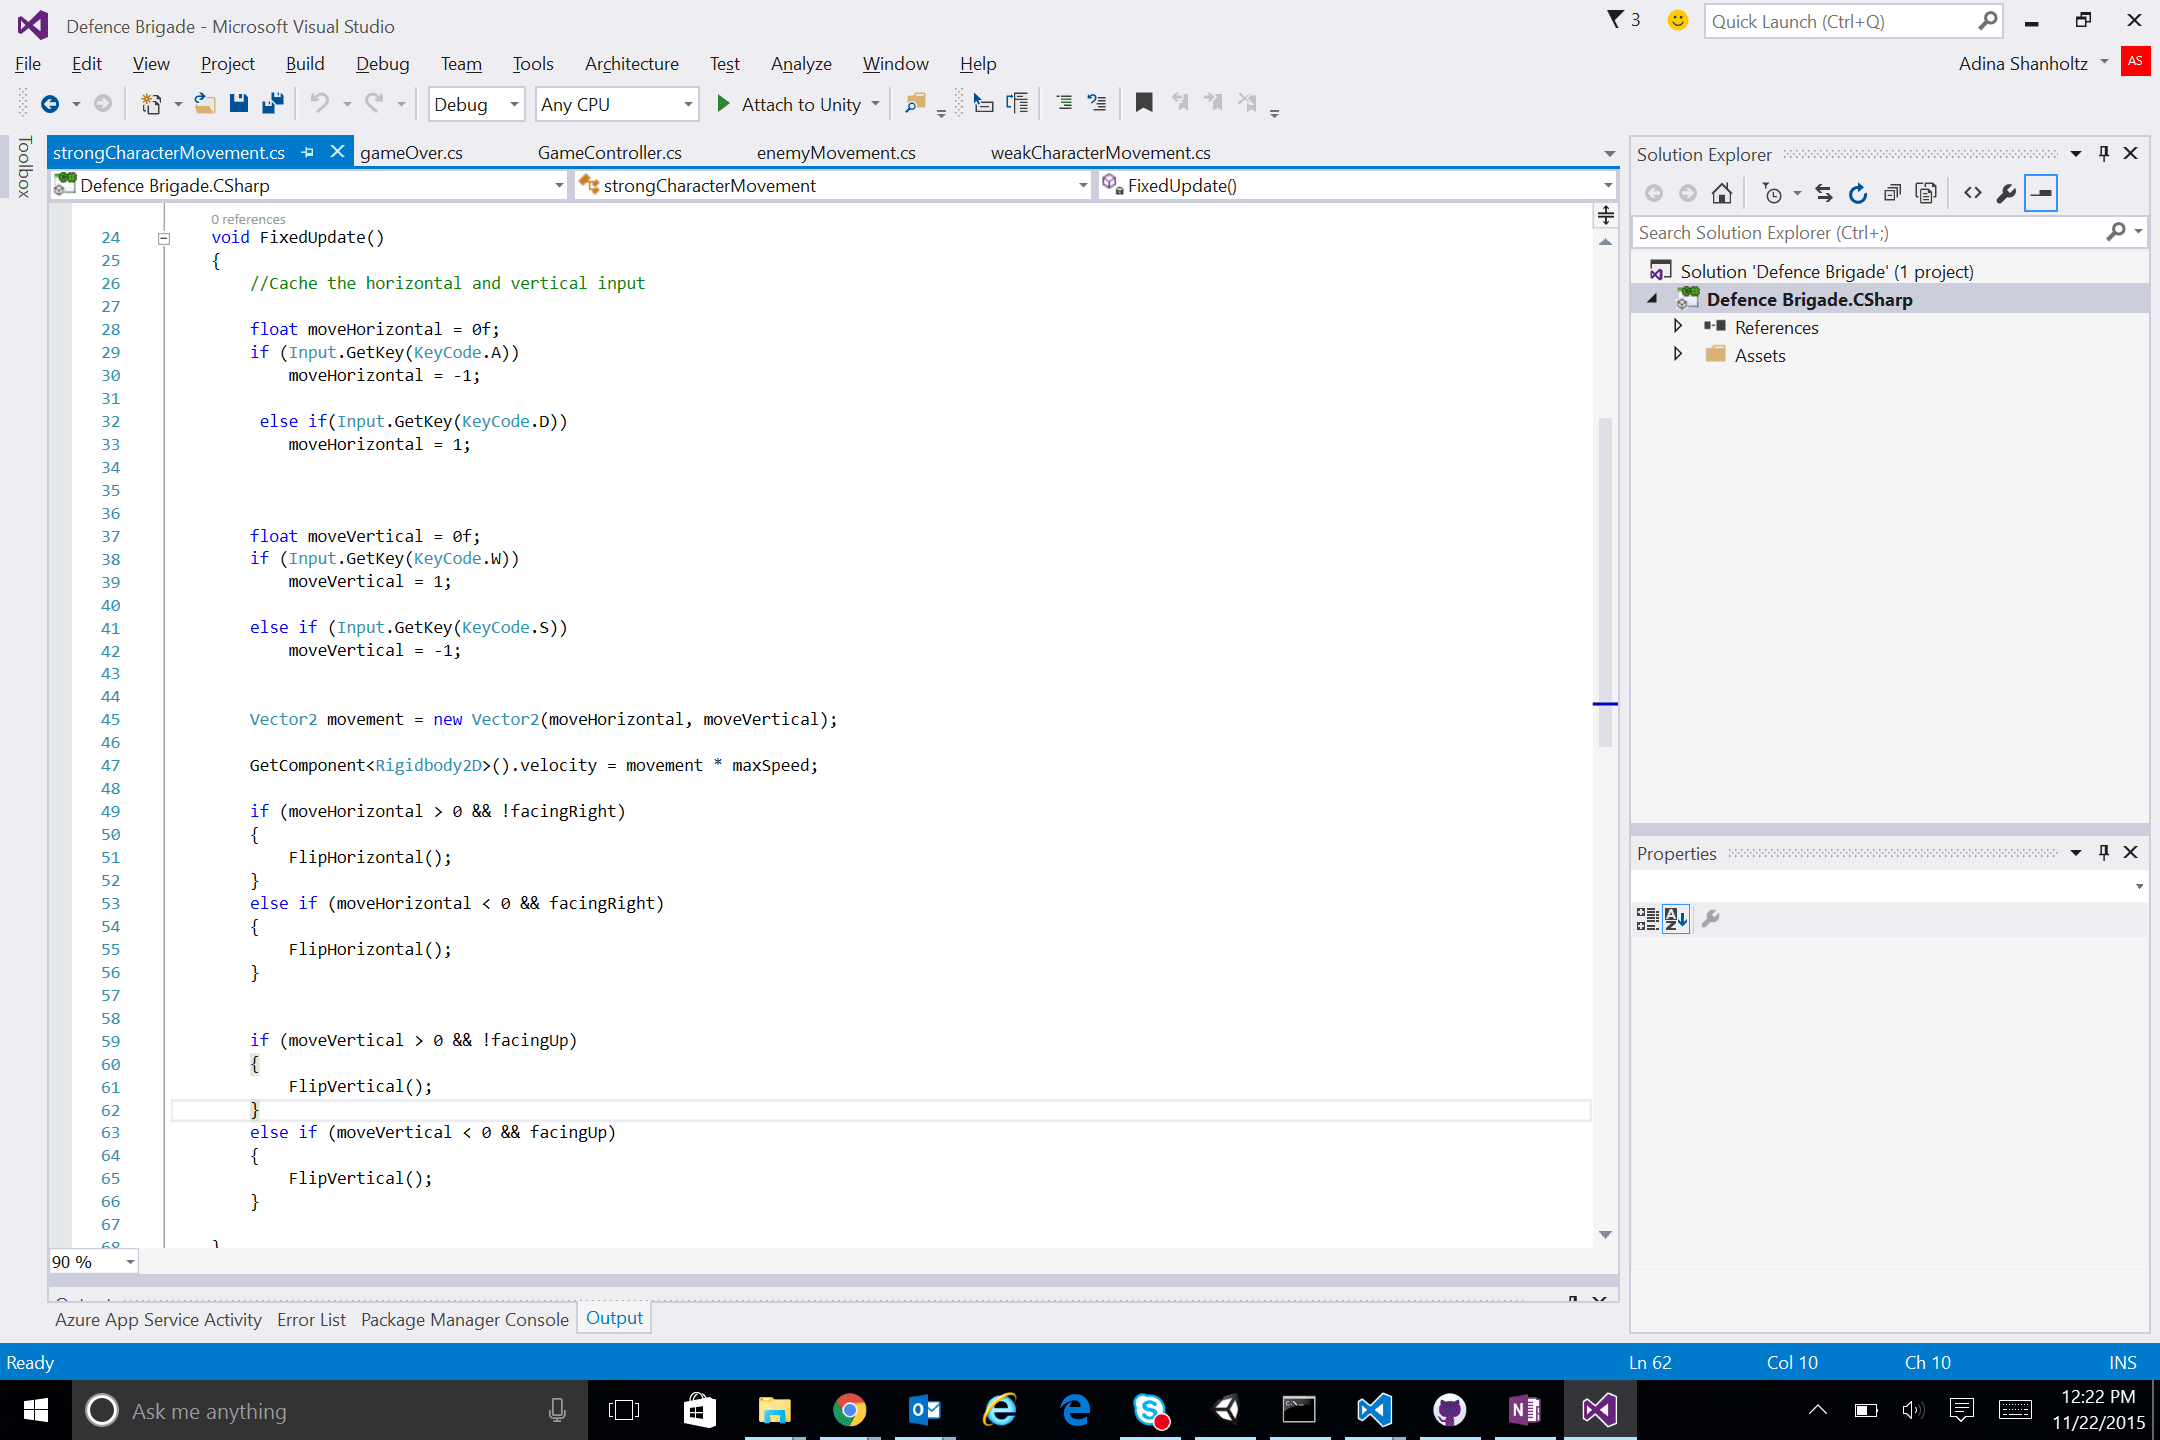 Defence Brigade - Microsoft Visual Studio
3
Quick Launch (Ctrl+Q)
File Edit View Project Build Debug Team Tools Architecture Test Analyze Window Help
Adina Shanholtz
AS
Debug Any CPU Attach to Unity
Toolbox
strongCharacterMovement.cs gameOver.cs GameController.cs enemyMovement.cs weakCharacterMovement.cs
Defence Brigade.CSharp strongCharacterMovement FixedUpdate()
0 references
24 void FixedUpdate()
25 {
26 //Cache the horizontal and vertical input
27
28 float moveHorizontal = 0f;
29 if (Input.GetKey(KeyCode.A))
30 moveHorizontal = -1;
31
32 else if(Input.GetKey(KeyCode.D))
33 moveHorizontal = 1;
34
35
36
37 float moveVertical = 0f;
38 if (Input.GetKey(KeyCode.W))
39 moveVertical = 1;
40
41 else if (Input.GetKey(KeyCode.S))
42 moveVertical = -1;
43
44
45 Vector2 movement = new Vector2(moveHorizontal, moveVertical);
46
47 GetComponent<Rigidbody2D>().velocity = movement * maxSpeed;
48
49 if (moveHorizontal > 0 && !facingRight)
50 {
51 FlipHorizontal();
52 }
53 else if (moveHorizontal < 0 && facingRight)
54 {
55 FlipHorizontal();
56 }
57
58
59 if (moveVertical > 0 && !facingUp)
60 {
61 FlipVertical();
62 }
63 else if (moveVertical < 0 && facingUp)
64 {
65 FlipVertical();
66 }
67
68 }
90 %
Azure App Service Activity Error List Package Manager Console Output
Solution Explorer
Search Solution Explorer (Ctrl+;)
Solution 'Defence Brigade' (1 project)
Defence Brigade.CSharp
References
Assets
Properties
Ready
Ln 62 Col 10 Ch 10 INS
Ask me anything
12:22 PM
11/22/2015